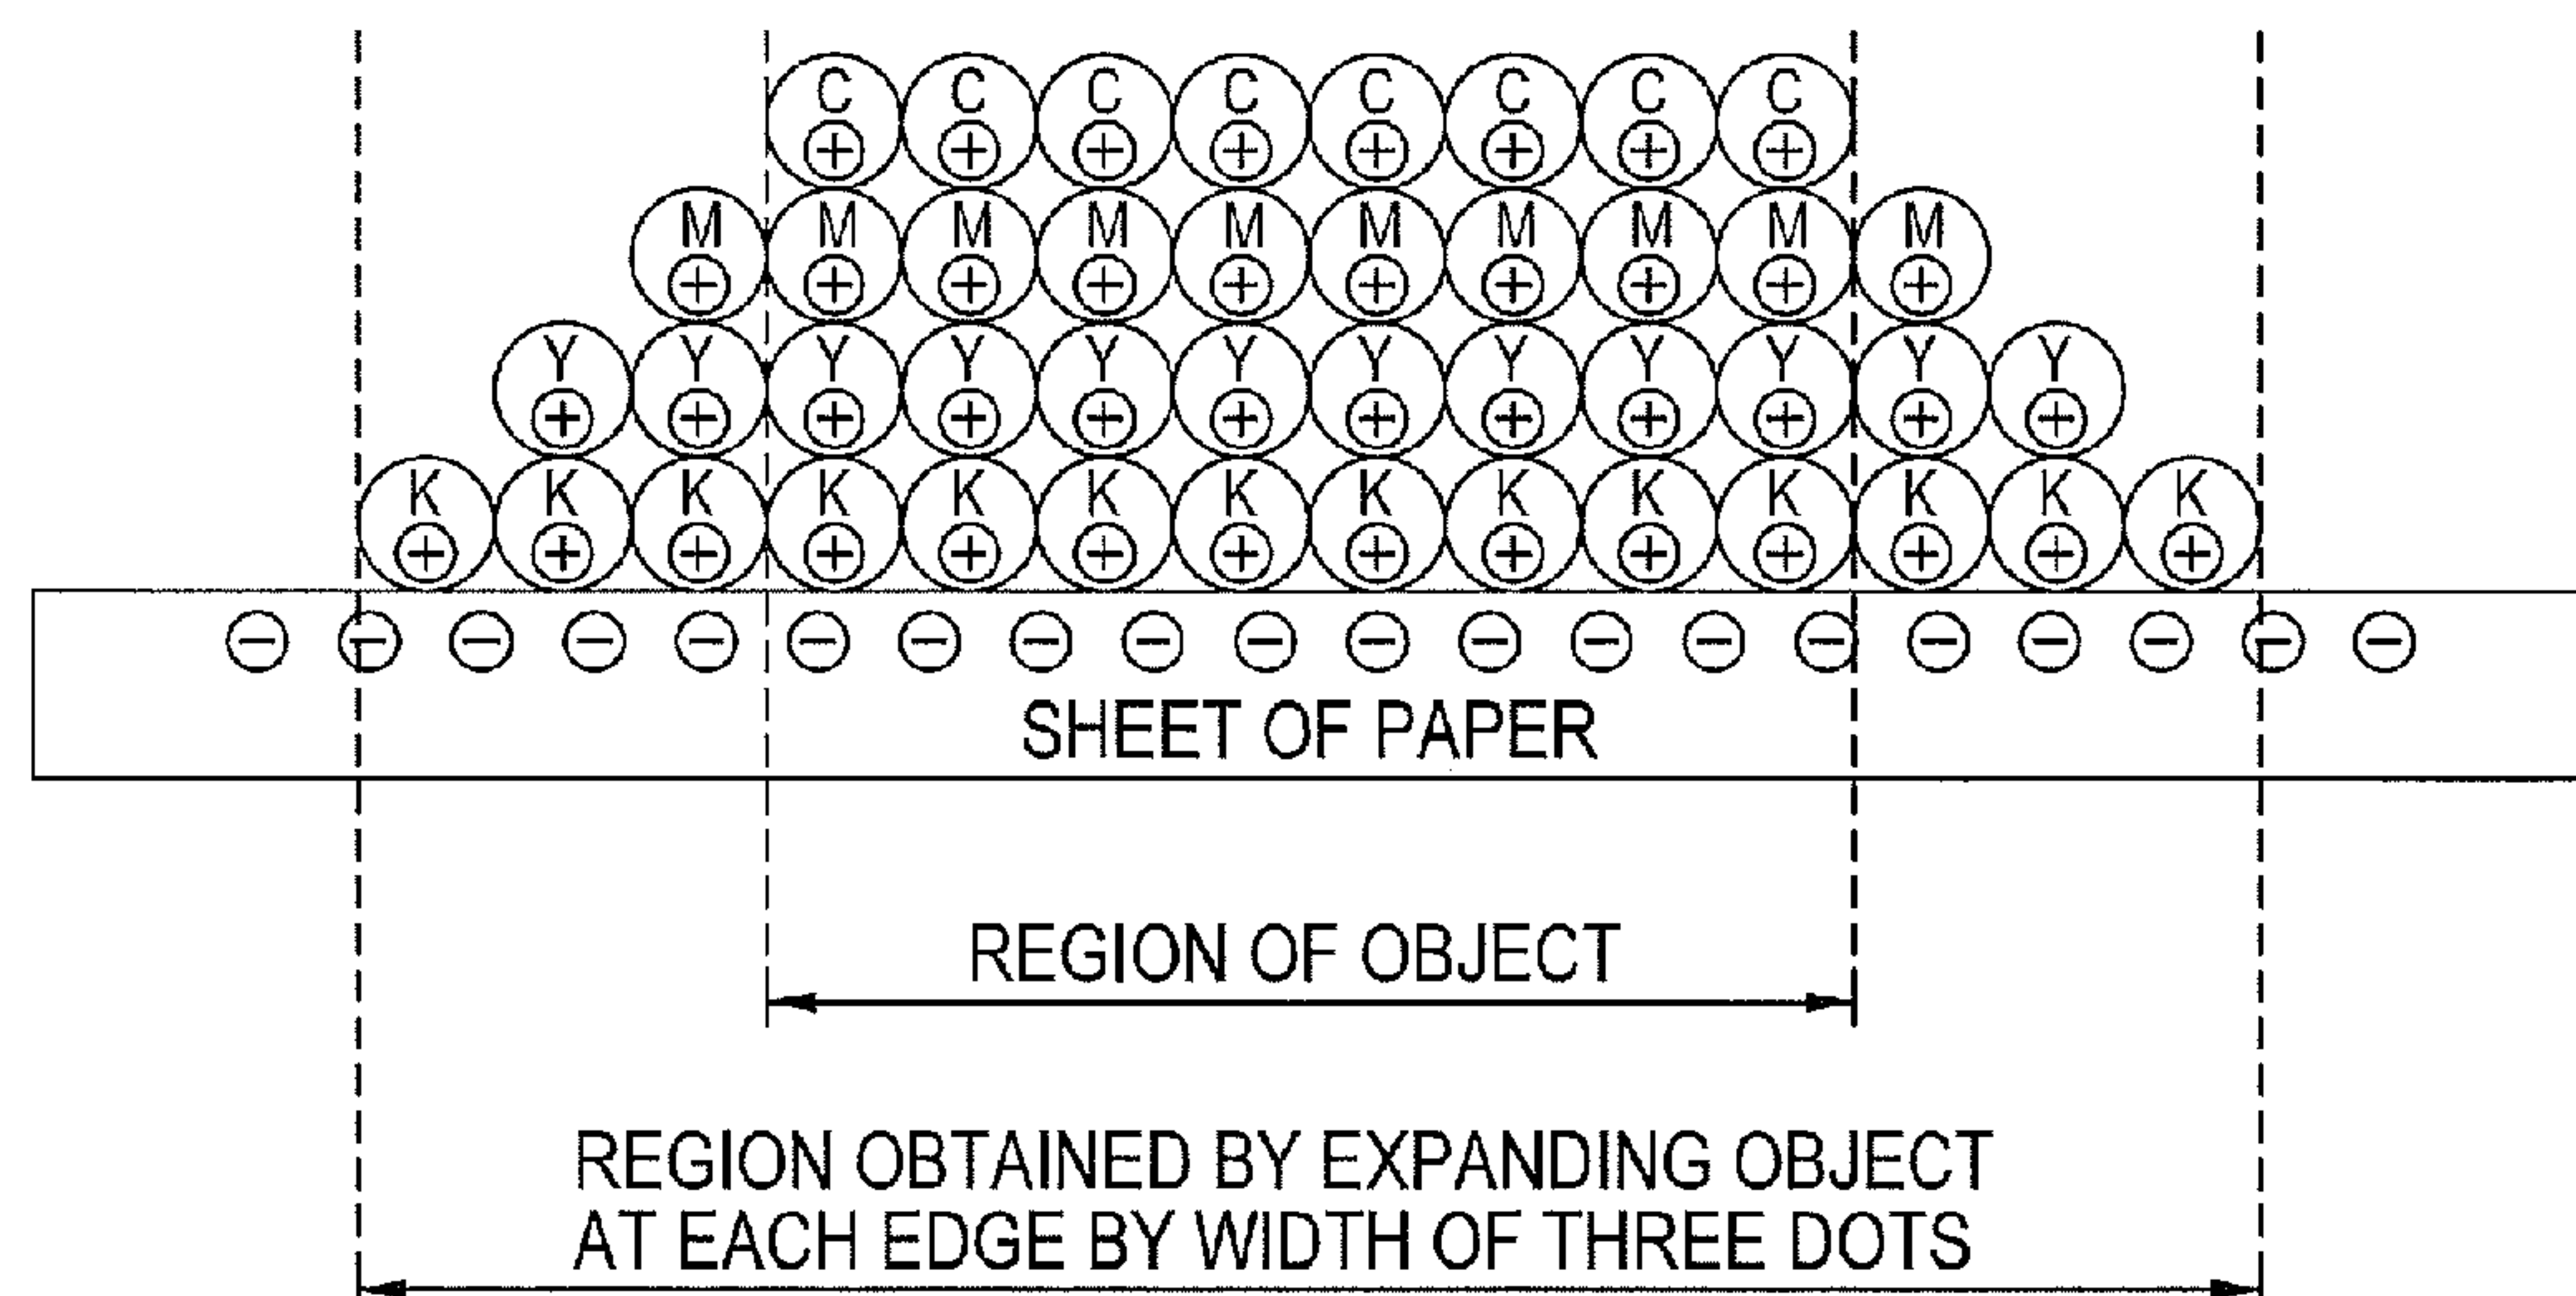 C C C C C C C C
+ + + + + + + +
M M M M M M M M M M
+ + + + + + + + + +
Y Y Y Y Y Y Y Y Y Y Y Y
+ + + + + + + + + + + +
K K K K K K K K K K K K K K
+ + + + + + + + + + + + + +
− − − − − − − − − − − − − − − − − − − −
SHEET OF PAPER
REGION OF OBJECT
REGION OBTAINED BY EXPANDING OBJECT
AT EACH EDGE BY WIDTH OF THREE DOTS